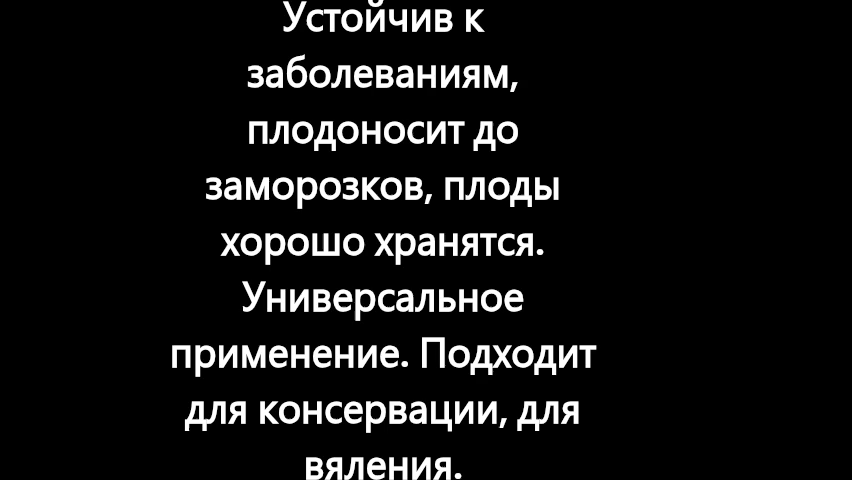 Устойчив к
заболеваниям,
плодоносит до
заморозков, плоды
хорошо хранятся.
Универсальное
применение. Подходит
для консервации, для
вяления.